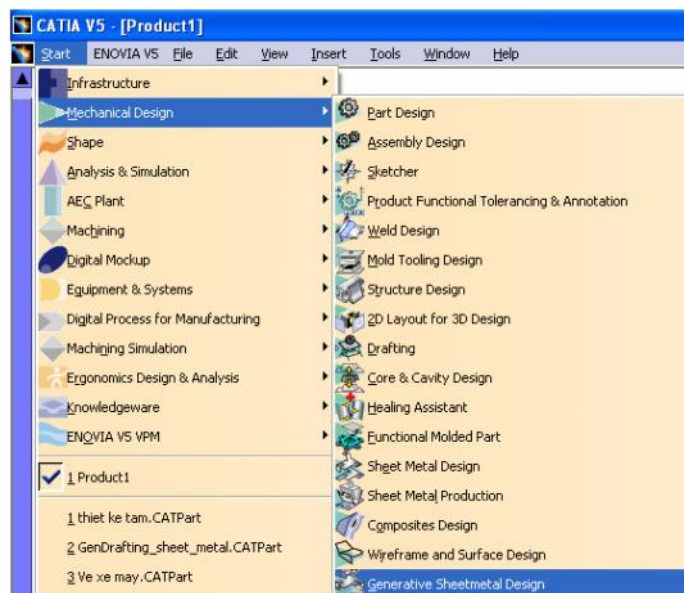 CATIA V5 - [Product1]
Start ENOVIA V5 File Edit View Insert Tools Window Help
Infrastructure
Mechanical Design
Shape
Analysis & Simulation
AEC Plant
Machining
Digital Mockup
Equipment & Systems
Digital Process for Manufacturing
Machining Simulation
Ergonomics Design & Analysis
Knowledgeware
ENOVIA V5 VPM
1 Product1
1 thiet ke tam.CATPart
2 GenDrafting_sheet_metal.CATPart
3 Ve xe may.CATPart
Part Design
Assembly Design
Sketcher
Product Functional Tolerancing & Annotation
Weld Design
Mold Tooling Design
Structure Design
2D Layout for 3D Design
Drafting
Core & Cavity Design
Healing Assistant
Functional Molded Part
Sheet Metal Design
Sheet Metal Production
Composites Design
Wireframe and Surface Design
Generative Sheetmetal Design